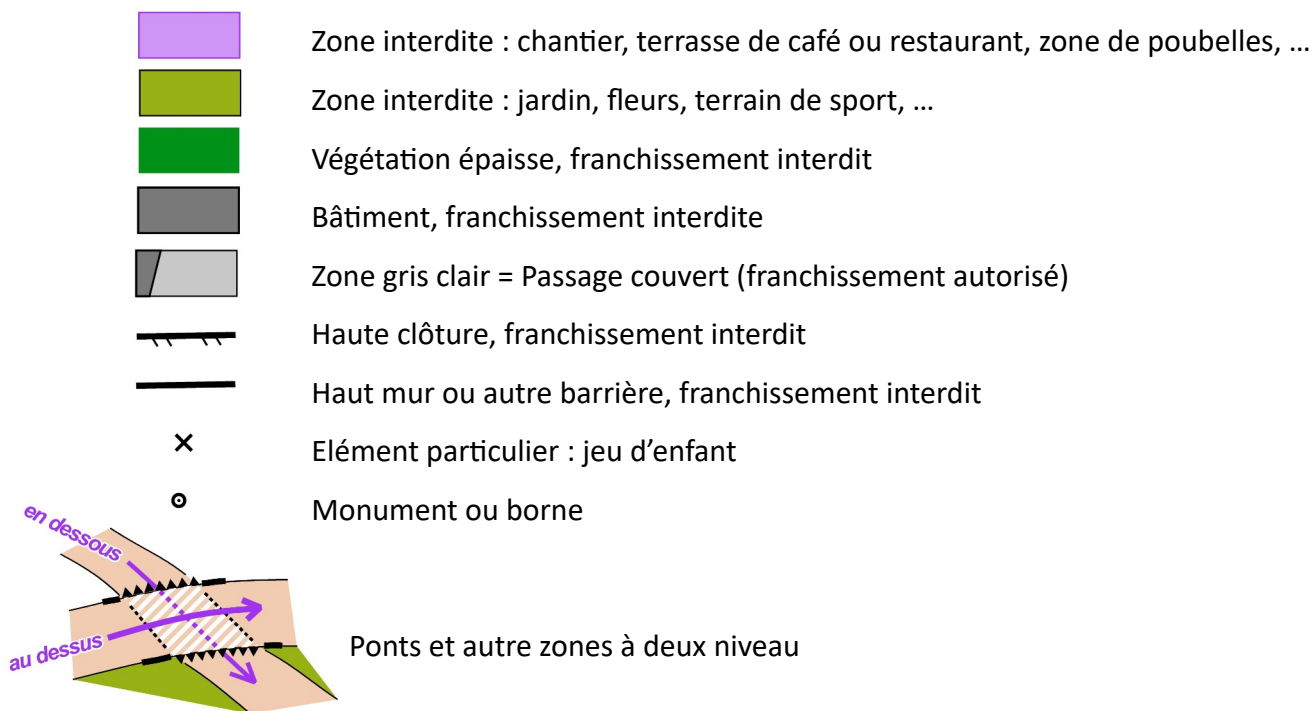 Zone interdite : chantier, terrasse de café ou restaurant, zone de poubelles, …
Zone interdite : jardin, fleurs, terrain de sport, …
Végétation épaisse, franchissement interdit
Bâtiment, franchissement interdite
Zone gris clair = Passage couvert (franchissement autorisé)
Haute clôture, franchissement interdit
Haut mur ou autre barrière, franchissement interdit
Elément particulier : jeu d’enfant
Monument ou borne
en dessous
au dessus
Ponts et autre zones à deux niveau